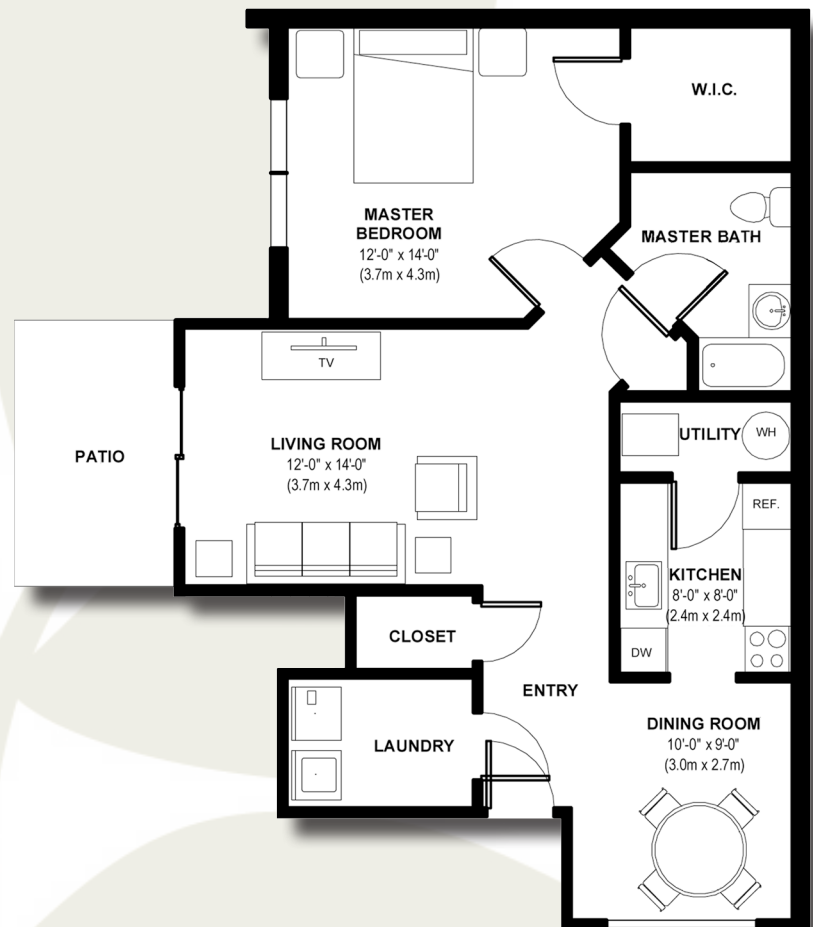 W.I.C.
MASTER
BEDROOM
12'-0" x 14'-0"
(3.7m x 4.3m)
MASTER BATH
TV
PATIO
LIVING ROOM
12'-0" x 14'-0"
(3.7m x 4.3m)
UTILITY
WH
REF.
KITCHEN
8'-0" x 8'-0"
(2.4m x 2.4m)
DW
CLOSET
ENTRY
LAUNDRY
DINING ROOM
10'-0" x 9'-0"
(3.0m x 2.7m)